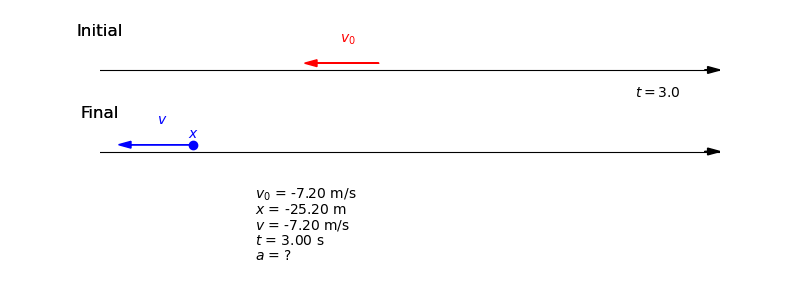 Initial
v₀
t = 3.0
Final
v
x
v₀ = -7.20 m/s
x = -25.20 m
v = -7.20 m/s
t = 3.00 s
a = ?